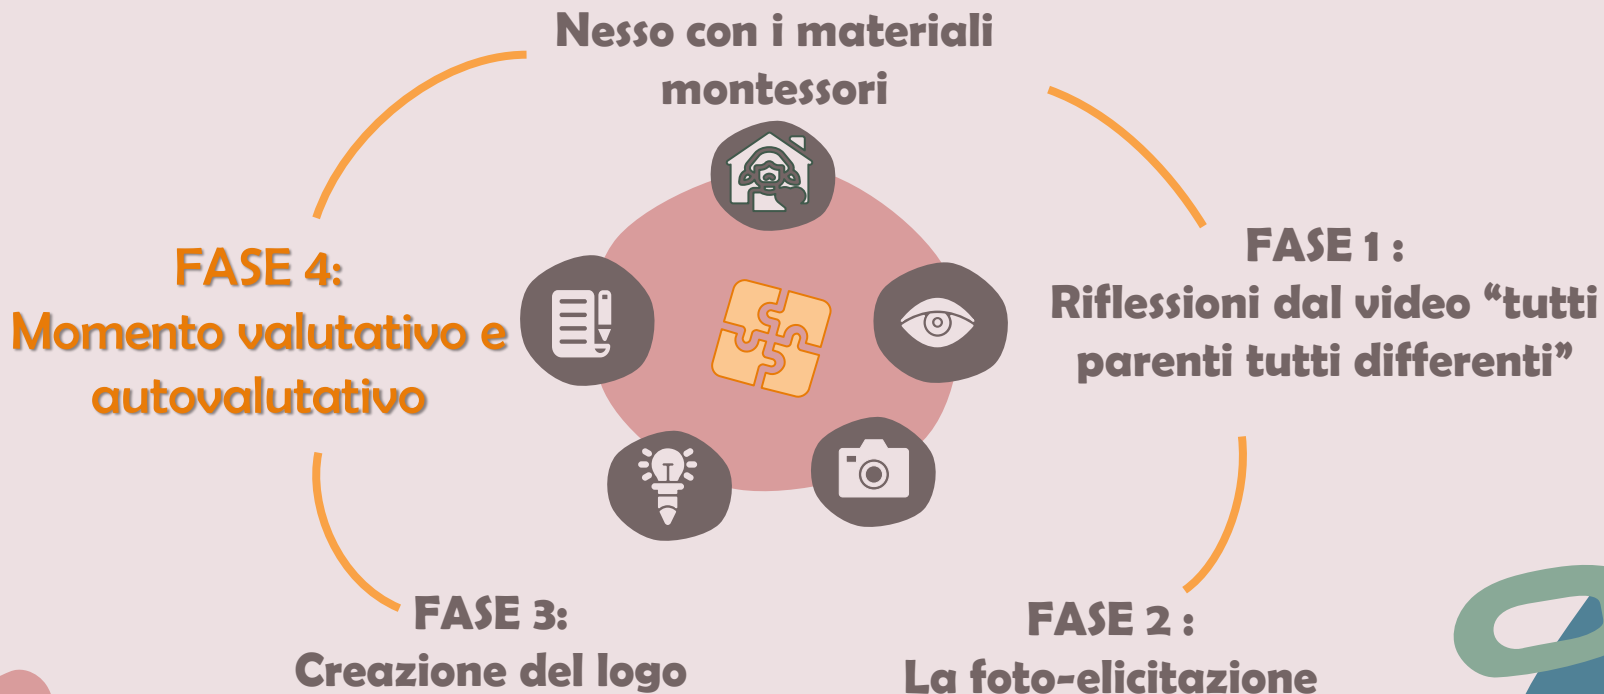 Nesso con i materiali
montessori
FASE 1 :
Riflessioni dal video “tutti
parenti tutti differenti”
FASE 2 :
La foto-elicitazione
FASE 3:
Creazione del logo
FASE 4:
Momento valutativo e
autovalutativo